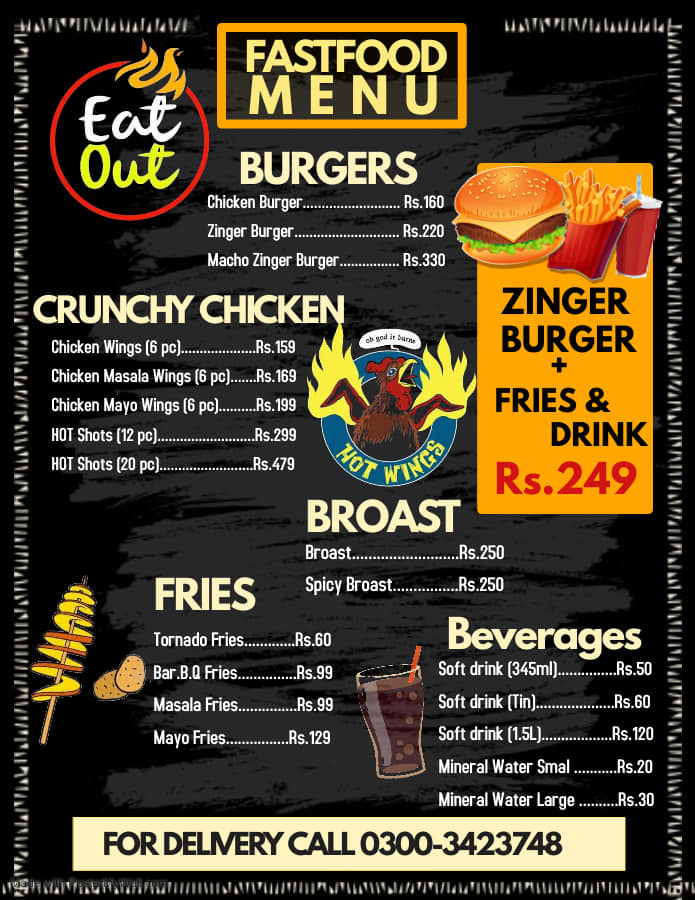 Eat
Out
FASTFOOD
MENU
BURGERS
Chicken Burger.......................... Rs.160
Zinger Burger............................ Rs.220
Macho Zinger Burger................ Rs.330
CRUNCHY CHICKEN
Chicken Wings (6 pc)....................Rs.159
Chicken Masala Wings (6 pc).......Rs.169
Chicken Mayo Wings (6 pc)..........Rs.199
HOT Shots (12 pc)..........................Rs.299
HOT Shots (20 pc).........................Rs.479
oh god it burns
HOT WINGS
ZINGER
BURGER
+
FRIES &
DRINK
Rs.249
BROAST
Broast..........................Rs.250
Spicy Broast................Rs.250
FRIES
Tornado Fries.............Rs.60
Bar.B.Q Fries...............Rs.99
Masala Fries...............Rs.99
Mayo Fries................Rs.129
Beverages
Soft drink (345ml)...............Rs.50
Soft drink (Tin)....................Rs.60
Soft drink (1.5L)..................Rs.120
Mineral Water Smal ...........Rs.20
Mineral Water Large ..........Rs.30
FOR DELIVERY CALL 0300-3423748
Made with PosterMyWall.com